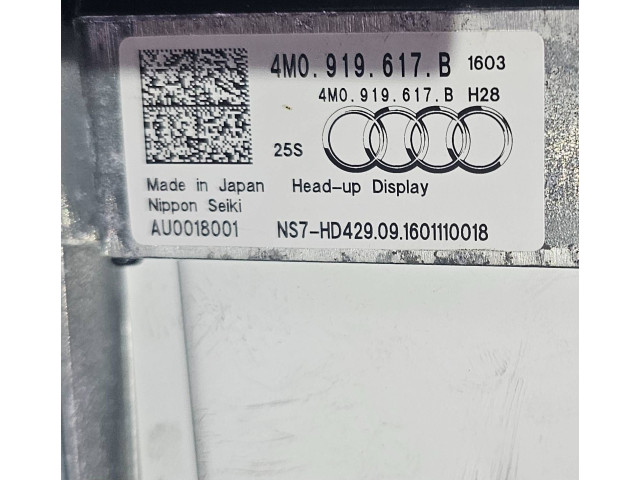 4M0.919.617.B 1603
4M0.919.617.B H28
25S
Made in Japan Head-up Display
Nippon Seiki
AU0018001 NS7-HD429.09.1601110018